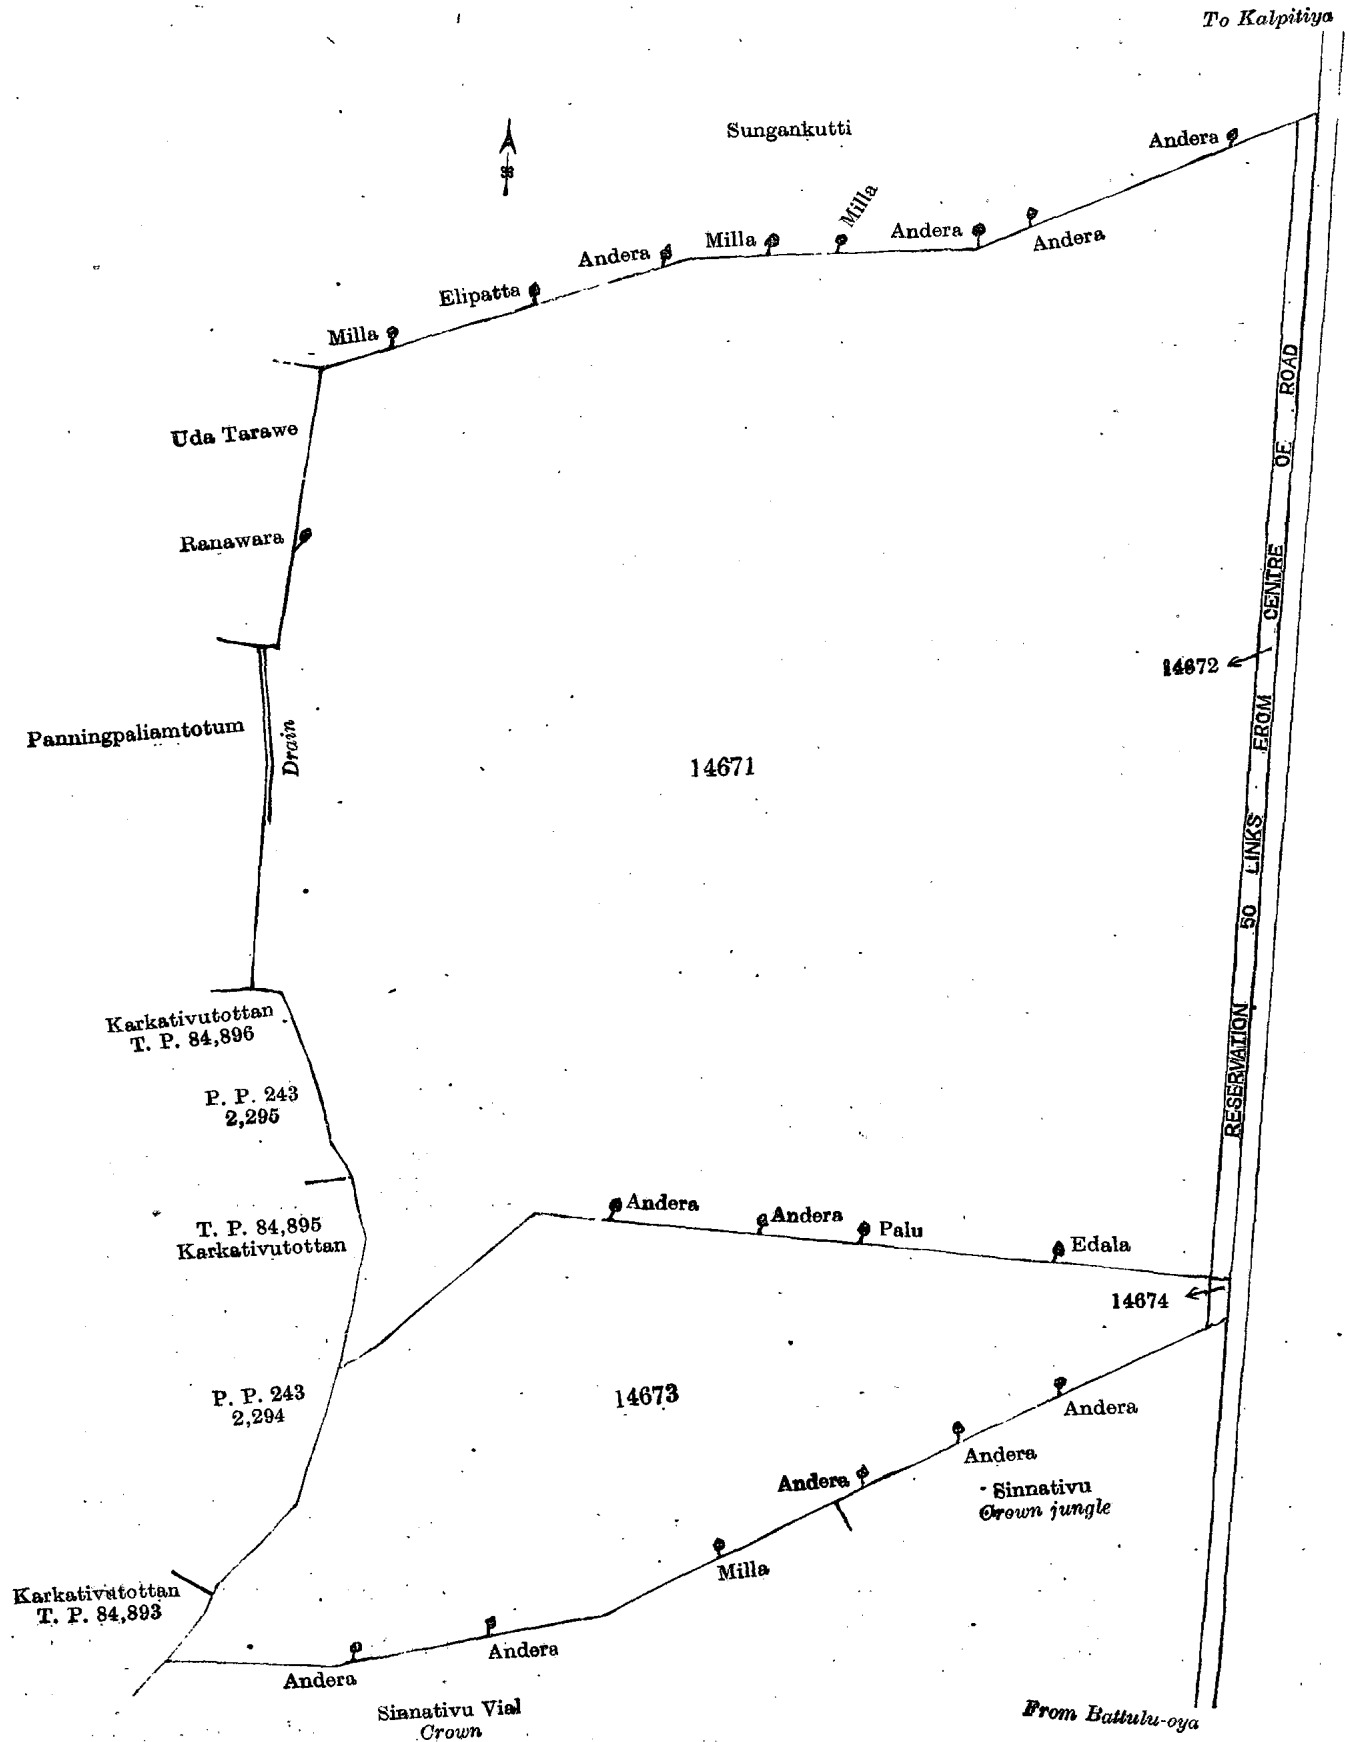 To Kalpitiya
Sungankutti
Andera
Milla
Andera
Milla
Andera
Andera
Elipatta
Milla
Uda Tarawe
Ranawara
Panningpaliamtotum
Drain
14671
14672
RESERVATION 50 LINKS FROM CENTRE OF ROAD
Karkativutottan
T. P. 84,896
P. P. 243
2,295
T. P. 84,895
Karkativutottan
Andera
Andera
Palu
Edala
14674
P. P. 243
2,294
14673
Andera
Andera
Andera
Sinnativu
Crown jungle
Milla
Karkativutottan
T. P. 84,893
Andera
Andera
Sinnativu Vial
Crown
From Battulu-oya